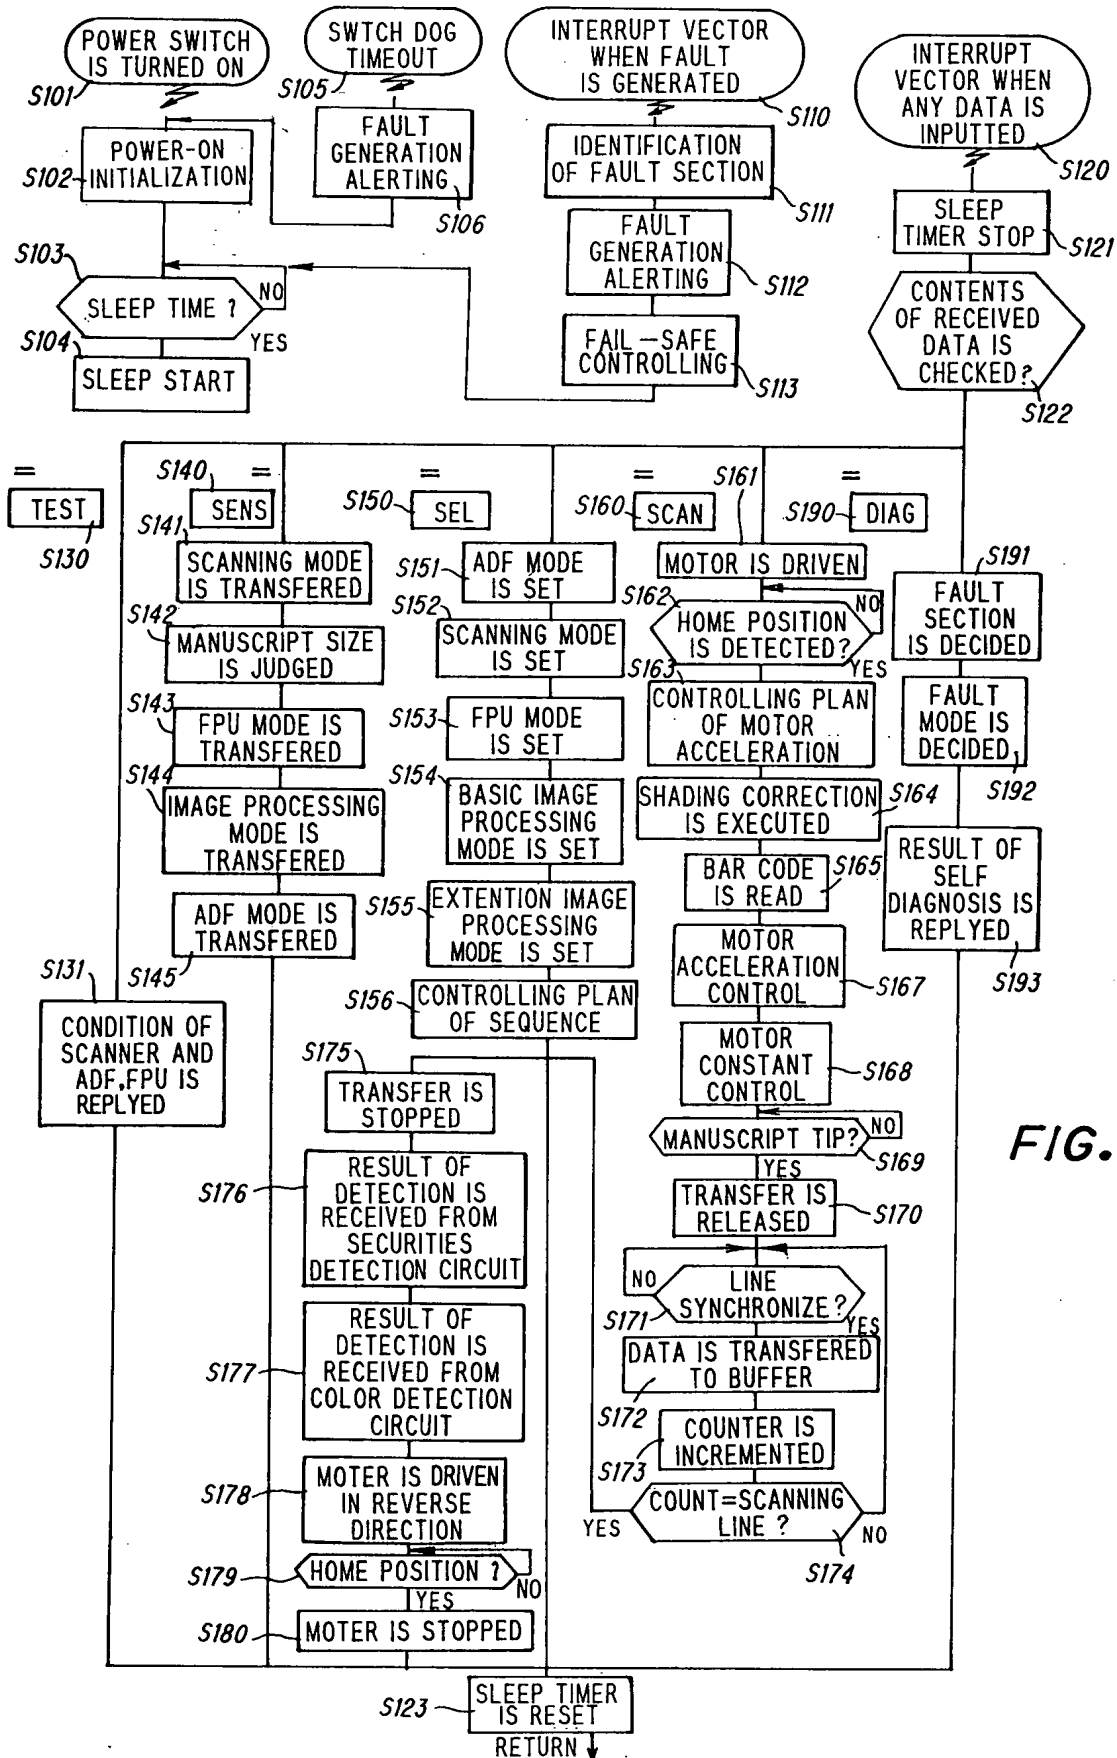 POWER SWITCH
IS TURNED ON
S101
POWER-ON
INITIALIZATION
S102
S103
SLEEP TIME ?
NO
YES
S104
SLEEP START
SWTCH DOG
TIMEOUT
S105
FAULT
GENERATION
ALERTING
S106
INTERRUPT VECTOR
WHEN FAULT
IS GENERATED
S110
IDENTIFICATION
OF FAULT SECTION
S111
FAULT
GENERATION
ALERTING
S112
FAIL-SAFE
CONTROLLING
S113
INTERRUPT
VECTOR WHEN
ANY DATA IS
INPUTTED
S120
SLEEP
TIMER STOP
S121
CONTENTS
OF RECEIVED
DATA IS
CHECKED?
S122
=
TEST
S130
S131
CONDITION OF
SCANNER AND
ADF,FPU IS
REPLYED
S140
=
SENS
S141
SCANNING MODE
IS TRANSFERED
S142
MANUSCRIPT SIZE
IS JUDGED
S143
FPU MODE IS
TRANSFERED
S144
IMAGE PROCESSING
MODE IS
TRANSFERED
ADF MODE IS
TRANSFERED
S145
=
S150
SEL
S151
ADF MODE
IS SET
S152
SCANNING MODE
IS SET
S153
FPU MODE
IS SET
S154
BASIC IMAGE
PROCESSING
MODE IS SET
S155
EXTENTION IMAGE
PROCESSING
MODE IS SET
S156
CONTROLLING PLAN
OF SEQUENCE
=
S160
SCAN
S161
MOTOR IS DRIVEN
S162
NO
HOME POSITION
IS DETECTED?
YES
S163
CONTROLLING PLAN
OF MOTOR
ACCELERATION
SHADING CORRECTION
IS EXECUTED
S164
BAR CODE
IS READ
S165
MOTOR
ACCELERATION
CONTROL
S167
MOTOR
CONSTANT
CONTROL
S168
MANUSCRIPT TIP?
NO
S169
YES
TRANSFER IS
RELEASED
S170
NO
LINE
SYNCHRONIZE?
S171
YES
DATA IS TRANSFERED
TO BUFFER
S172
COUNTER IS
INCREMENTED
S173
COUNT=SCANNING
LINE ?
YES
NO
S174
S175
TRANSFER IS
STOPPED
S176
RESULT OF
DETECTION IS
RECEIVED FROM
SECURITIES
DETECTION CIRCUIT
S177
RESULT OF
DETECTION IS
RECEIVED FROM
COLOR DETECTION
CIRCUIT
S178
MOTER IS DRIVEN
IN REVERSE
DIRECTION
S179
HOME POSITION ?
NO
YES
S180
MOTER IS STOPPED
=
S190
DIAG
S191
FAULT
SECTION
IS DECIDED
FAULT
MODE IS
DECIDED
S192
RESULT OF
SELF
DIAGNOSIS IS
REPLYED
S193
S123
SLEEP TIMER
IS RESET
RETURN
FIG.